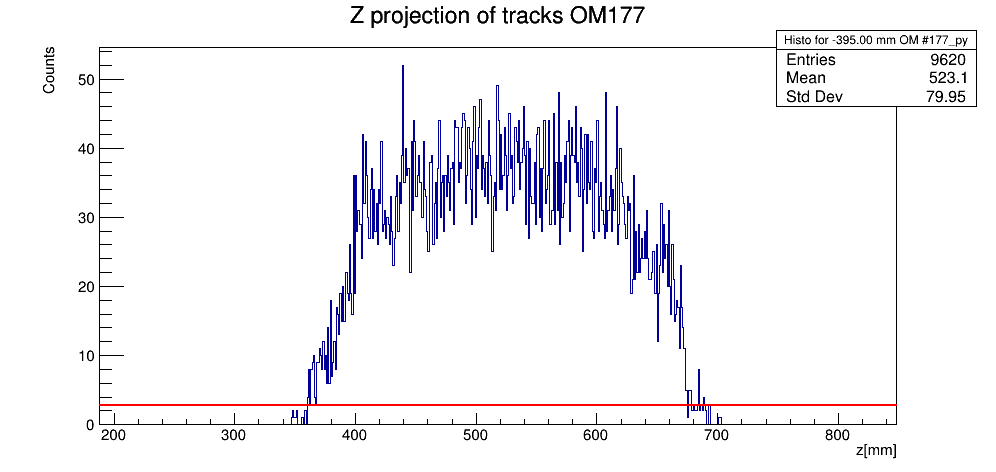 Z projection of tracks OM177
Histo for -395.00 mm OM #177_py
Entries 9620
Mean 523.1
Std Dev 79.95
Counts
50
40
30
20
10
0
200 300 400 500 600 700 800
z[mm]